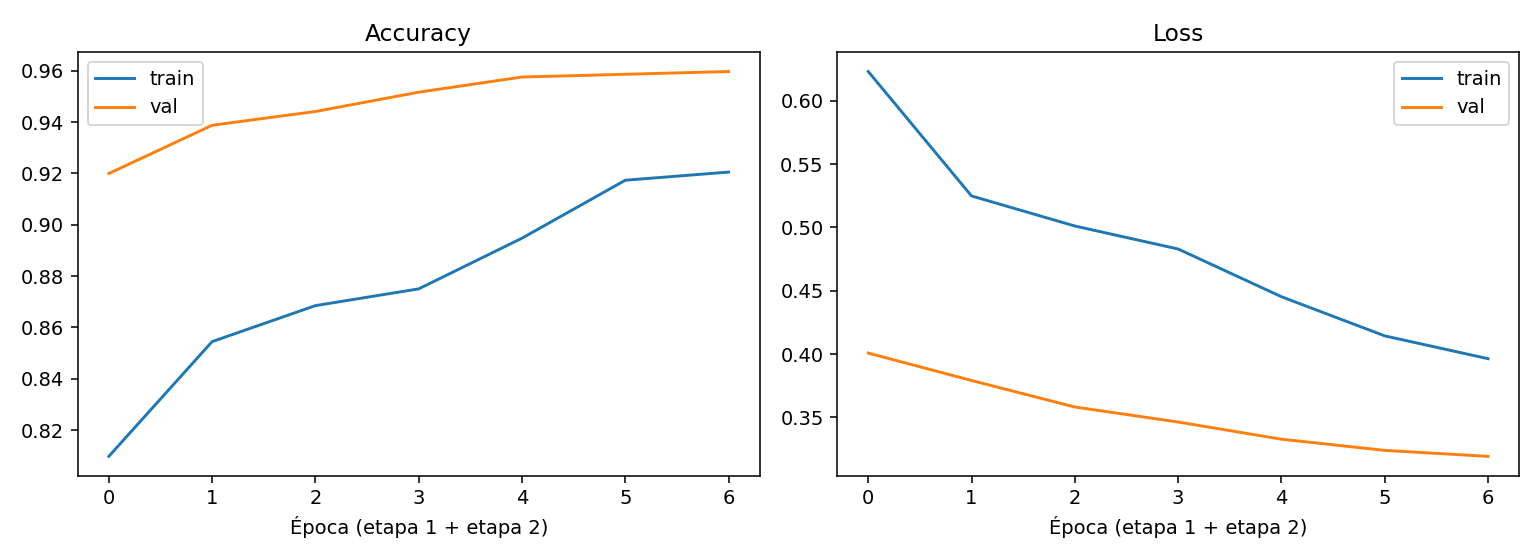 Accuracy
train
val
0.96
0.94
0.92
0.90
0.88
0.86
0.84
0.82
0 1 2 3 4 5 6
Época (etapa 1 + etapa 2)
Loss
train
val
0.60
0.55
0.50
0.45
0.40
0.35
0 1 2 3 4 5 6
Época (etapa 1 + etapa 2)